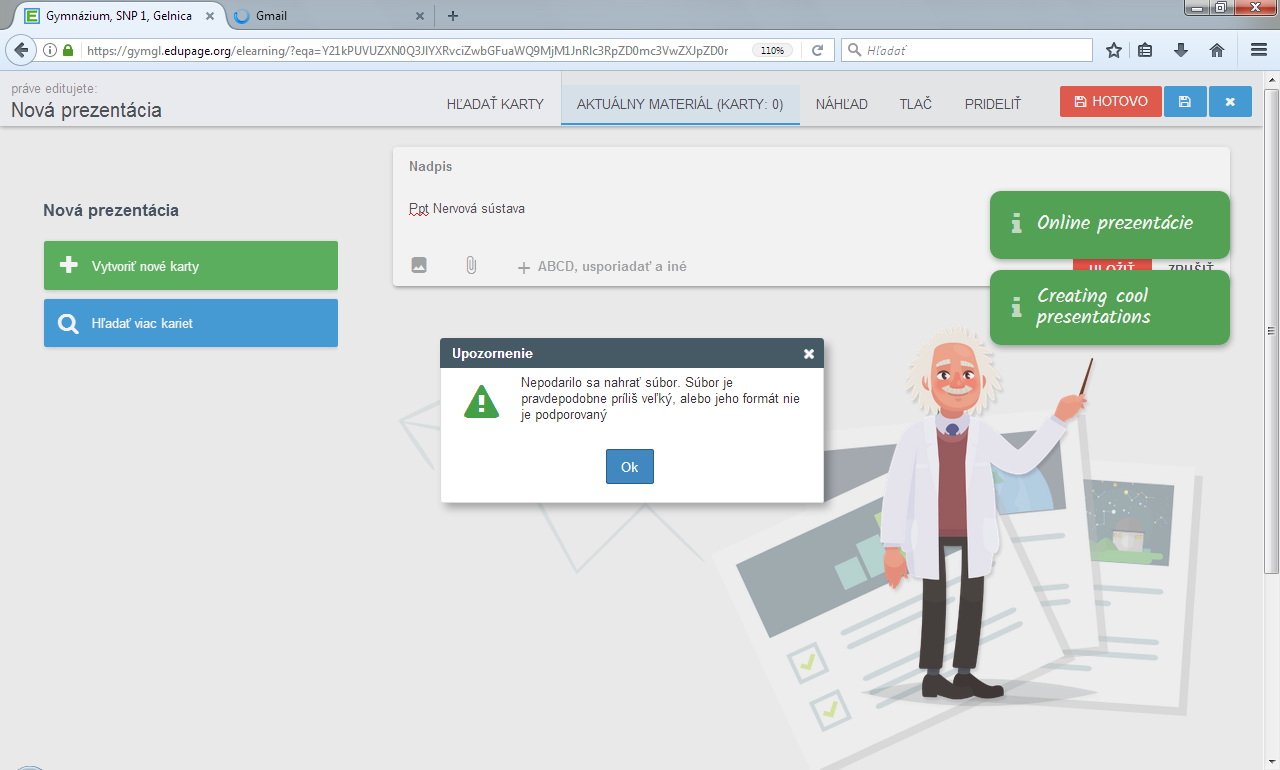 Gymnázium, SNP 1, Gelnica
Gmail
https://gymgl.edupage.org/elearning/?eqa=
110%
Hľadať
práve editujete:
Nová prezentácia
HĽADAŤ KARTY
AKTUÁLNY MATERIÁL (KARTY: 0)
NÁHĽAD
TLAČ
PRIDELIŤ
HOTOVO
Nadpis
Nová prezentácia
Ppt Nervová sústava
Online prezentácie
Vytvoriť nové karty
ABCD, usporiadať a iné
ULOŽIŤ
ZRUŠIŤ
Creating cool
presentations
Hľadať viac kariet
Upozornenie
Nepodarilo sa nahrať súbor. Súbor je
pravdepodobne príliš veľký, alebo jeho formát nie
je podporovaný
Ok